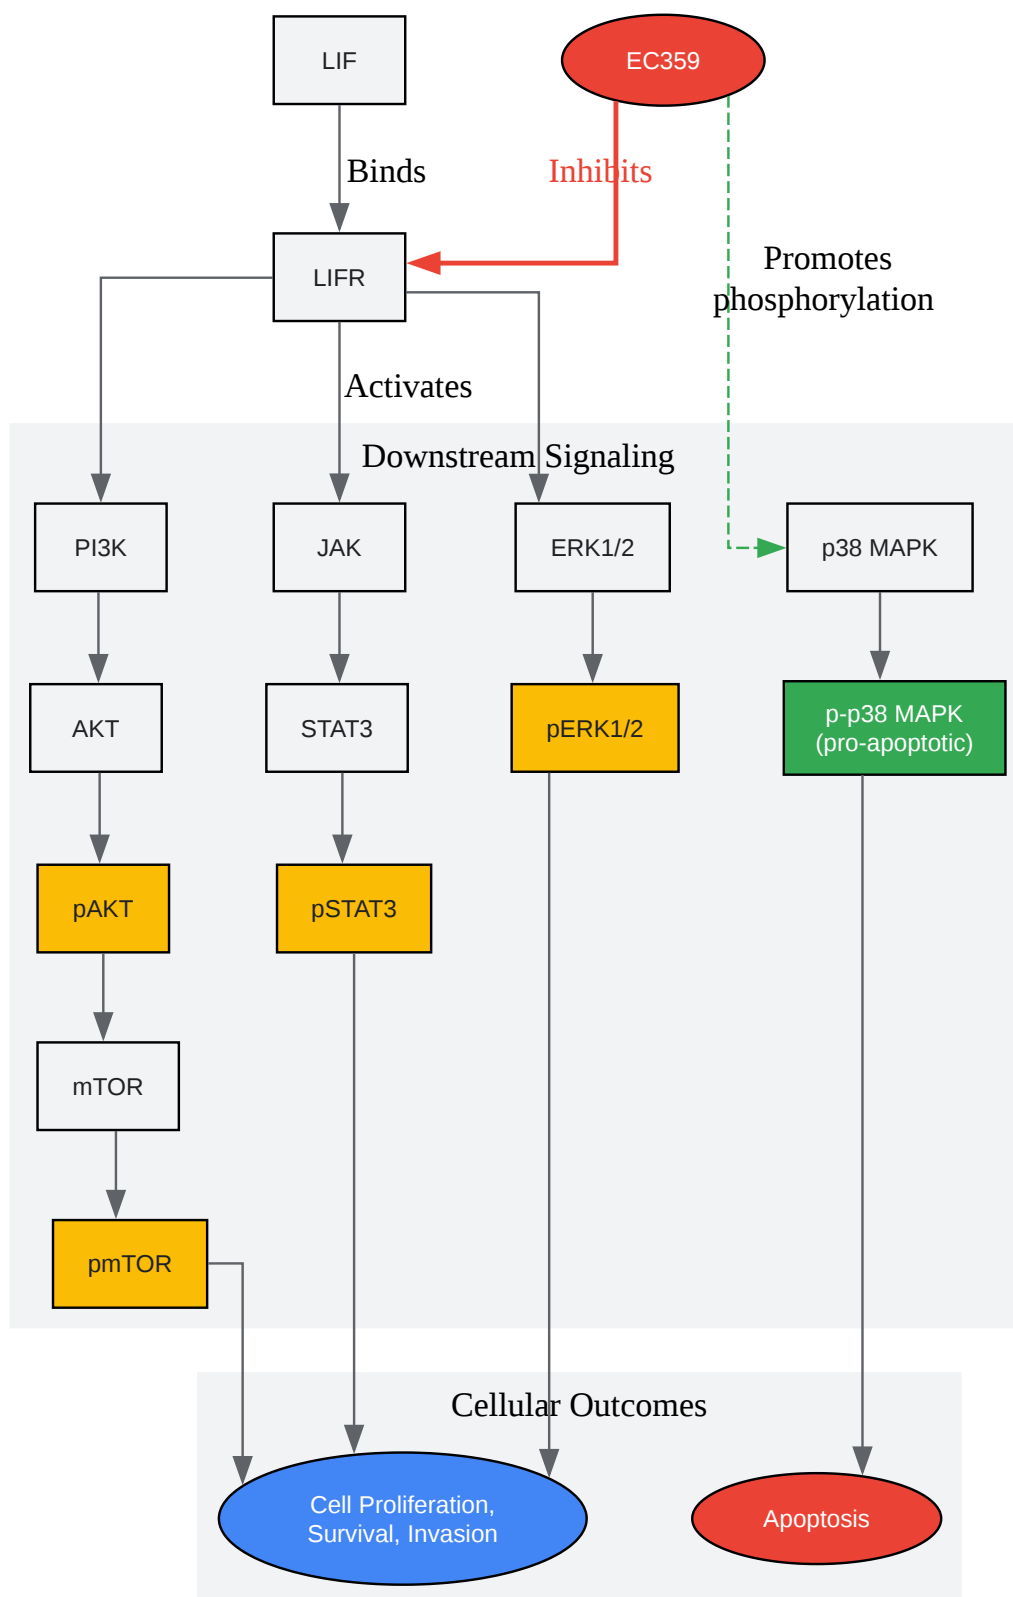 LIF
EC359
Binds
Inhibits
LIFR
Promotes
phosphorylation
Activates
Downstream Signaling
PI3K
JAK
ERK1/2
p38 MAPK
AKT
STAT3
pERK1/2
p-p38 MAPK
(pro-apoptotic)
pAKT
pSTAT3
mTOR
pmTOR
Cellular Outcomes
Cell Proliferation,
Survival, Invasion
Apoptosis